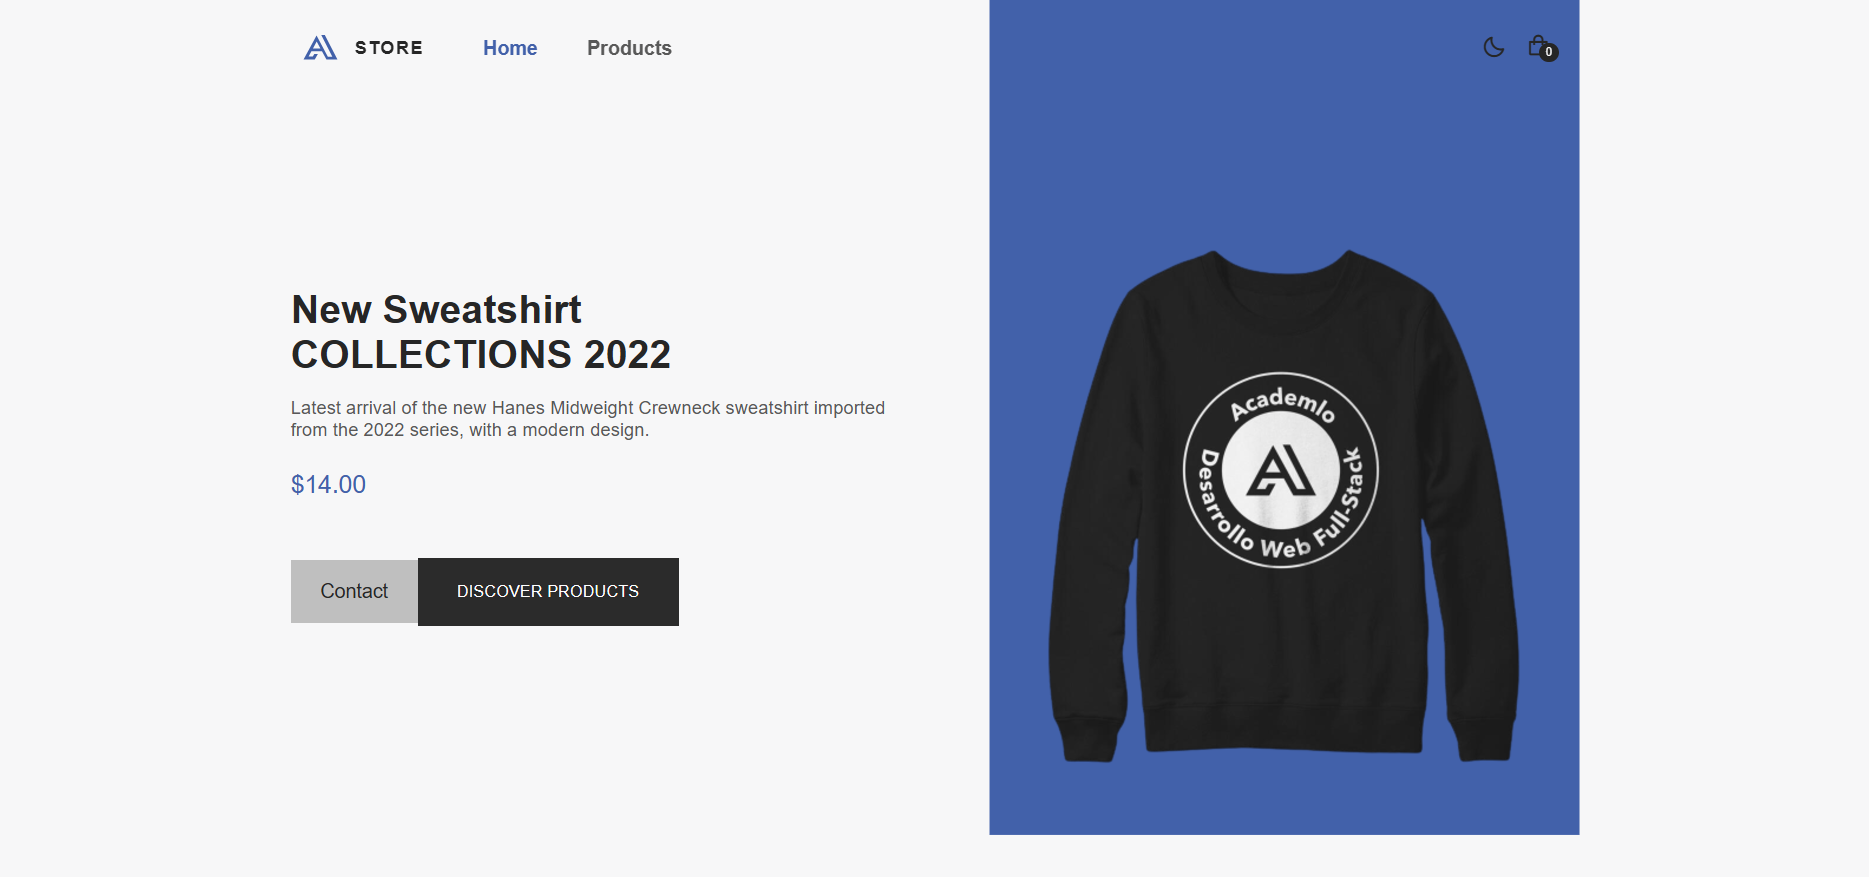 STORE
Home
Products
0
New Sweatshirt
COLLECTIONS 2022
Latest arrival of the new Hanes Midweight Crewneck sweatshirt imported
from the 2022 series, with a modern design.
$14.00
Contact
DISCOVER PRODUCTS
Academlo
Desarrollo Web Full-Stack